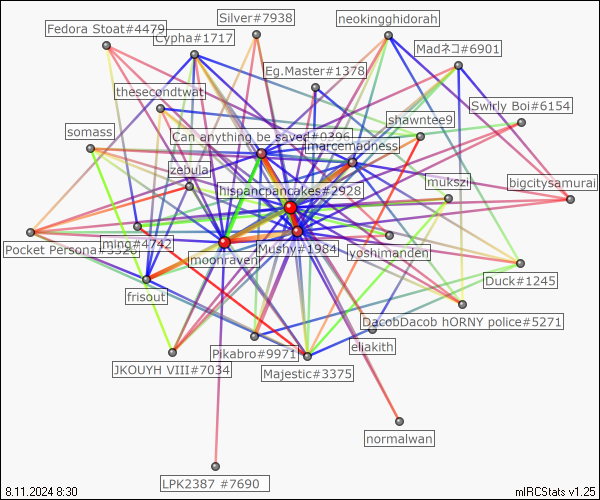 Silver#7938
neokingghidorah
Fedora Stoat#4479
Cypha#1717
Madネコ#6901
Eg.Master#1378
thesecondtwat
Swirly Boi#6154
shawntee9
somass
Can anything be saved#0396
marcemadness
zebulal
hispancpancakes#2928
mukszil
bigcitysamurai
ming#4742
Mushy#1984
Pocket Persona#3526
moonraven
yoshimanden
Duck#1245
frisout
DacobDacob hORNY police#5271
eliakith
Pikabro#9971
JKOUYH VIII#7034
Majestic#3375
normalwan
LPK2387 #7690
8.11.2024 8:30
mIRCStats v1.25